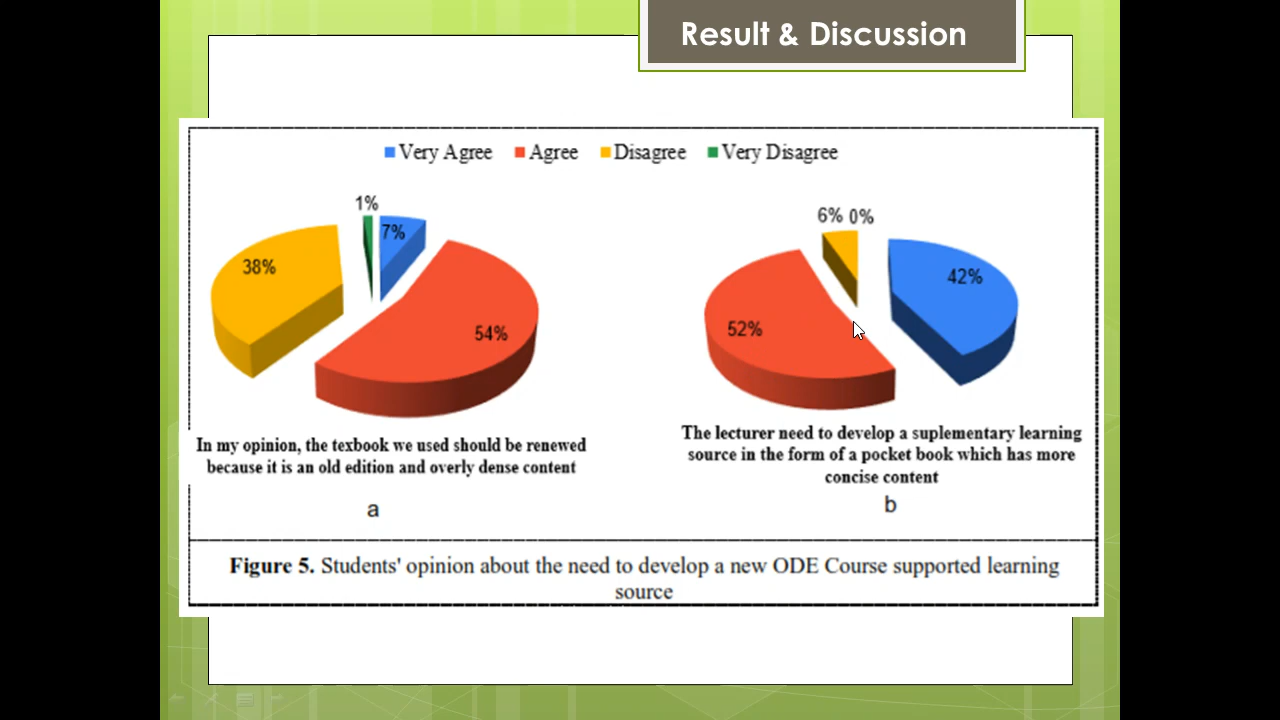 Result & Discussion
Very Agree Agree Disagree Very Disagree
1%
7%
38%
54%
6% 0%
42%
52%
In my opinion, the texbook we used should be renewed
because it is an old edition and overly dense content
a
The lecturer need to develop a suplementary learning
source in the form of a pocket book which has more
concise content
b
Figure 5. Students' opinion about the need to develop a new ODE Course supported learning
source